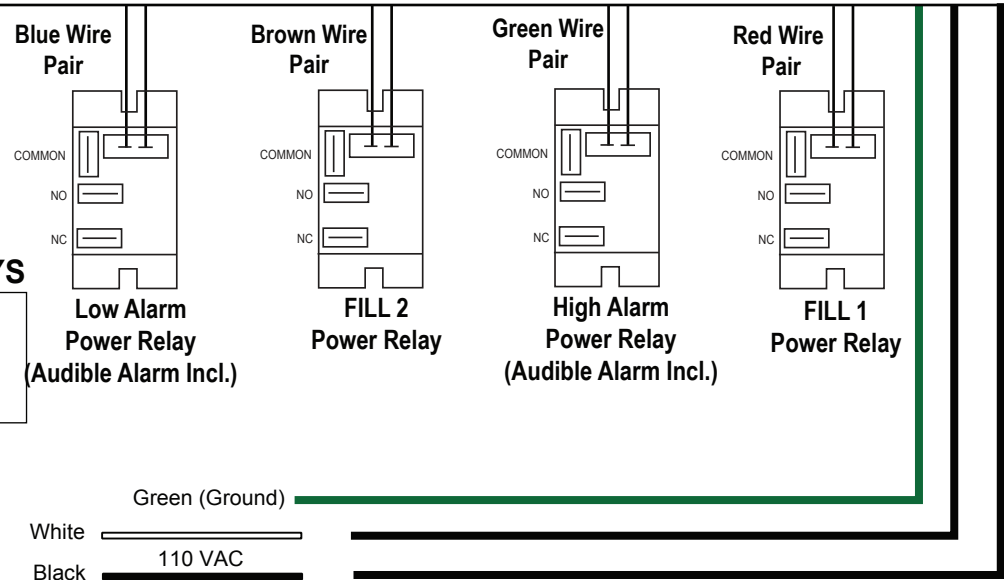 Blue Wire
Pair
Brown Wire
Pair
Green Wire
Pair
Red Wire
Pair
COMMON
NO
NC
COMMON
NO
NC
COMMON
NO
NC
COMMON
NO
NC
YS
Low Alarm
Power Relay
(Audible Alarm Incl.)
FILL 2
Power Relay
High Alarm
Power Relay
(Audible Alarm Incl.)
FILL 1
Power Relay
Green (Ground)
White
110 VAC
Black